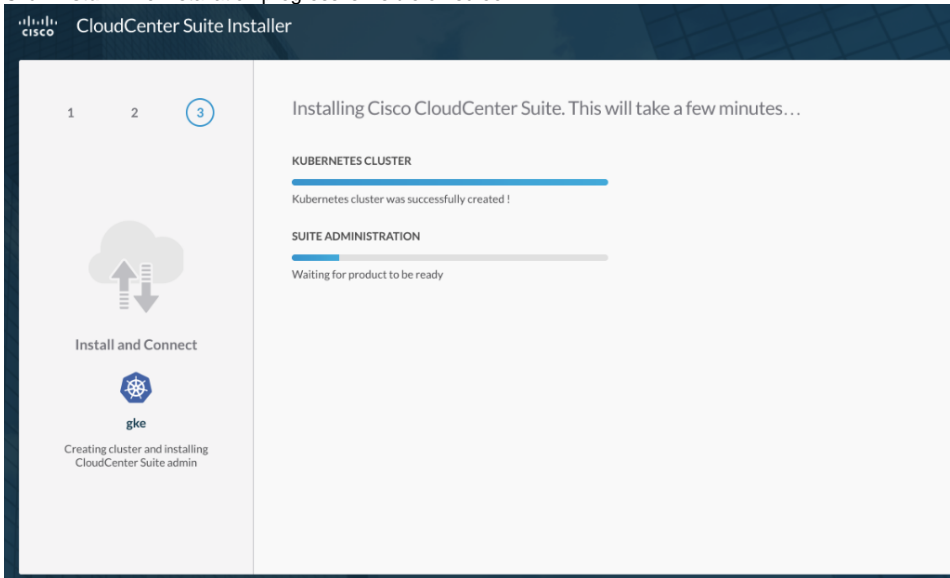 cisco
CloudCenter Suite Installer
1 2 3
Installing Cisco CloudCenter Suite. This will take a few minutes...
KUBERNETES CLUSTER
Kubernetes cluster was successfully created !
SUITE ADMINISTRATION
Waiting for product to be ready
Install and Connect
gke
Creating cluster and installing
CloudCenter Suite admin